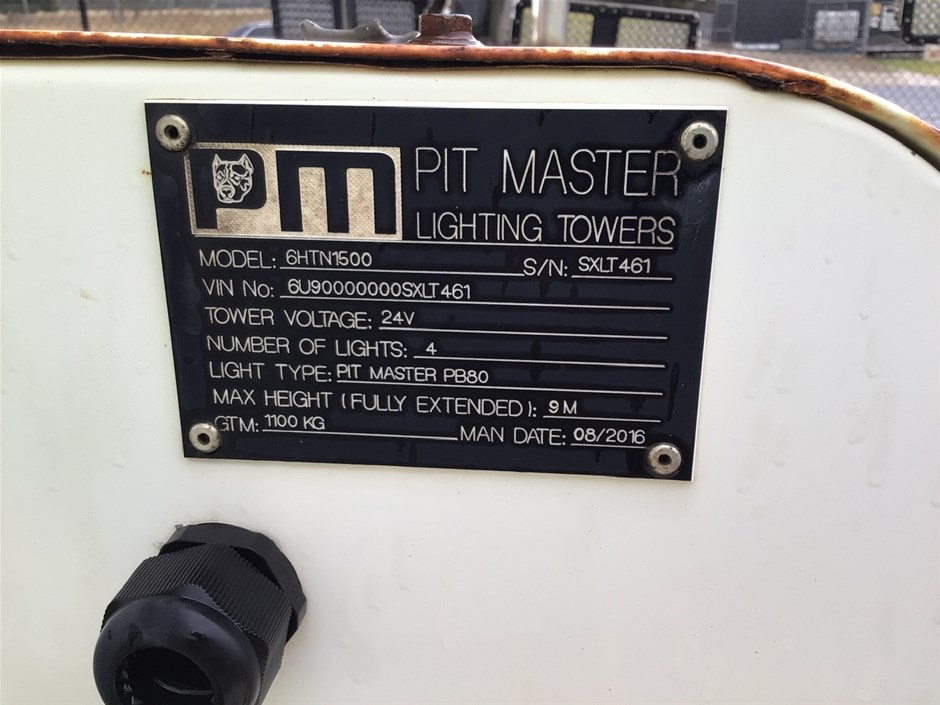 PM PIT MASTER
LIGHTING TOWERS
MODEL: 6HTN1500 S/N: SXLT461
VIN No: 6U90000000SXLT461
TOWER VOLTAGE: 24V
NUMBER OF LIGHTS: 4
LIGHT TYPE: PIT MASTER PB80
MAX HEIGHT (FULLY EXTENDED): 9M
GTM: 1100 KG MAN DATE: 08/2016